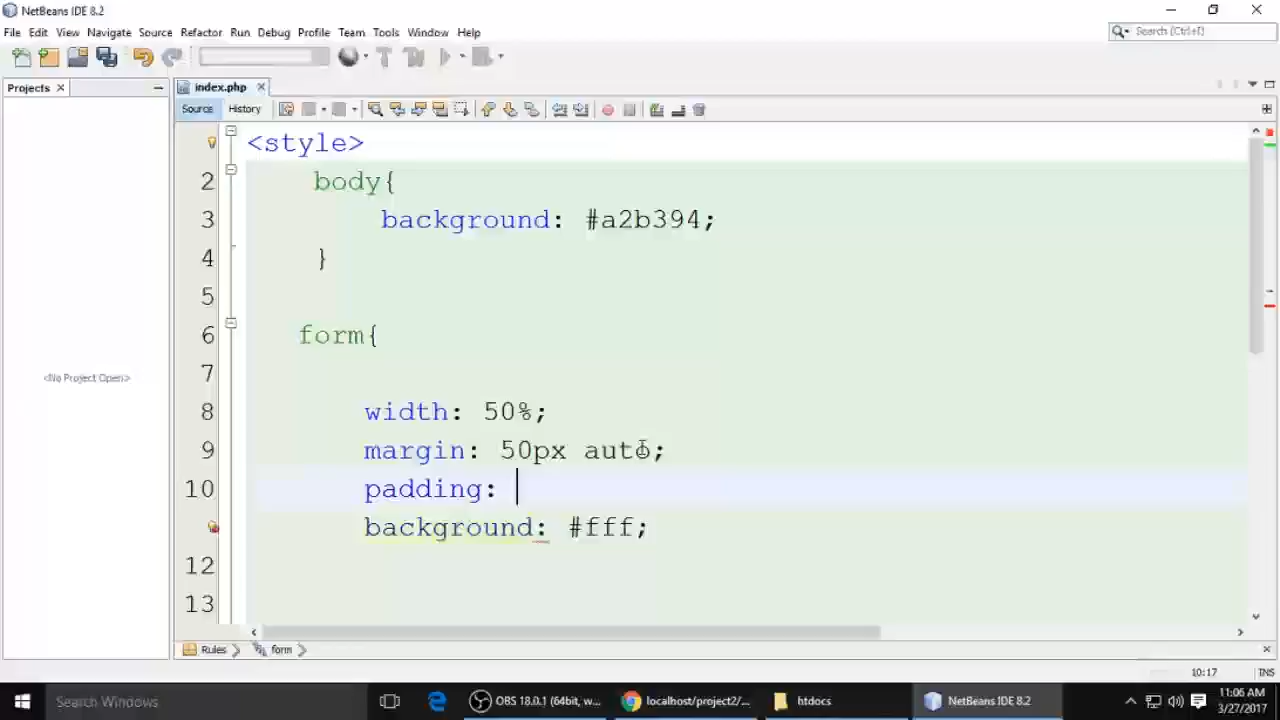 NetBeans IDE 8.2
File Edit View Navigate Source Refactor Run Debug Profile Team Tools Window Help
Search (Ctrl+I)
Projects
index.php
Source History
<style>
2 body{
3 background: #a2b394;
4 }
5
6 form{
7
8 width: 50%;
9 margin: 50px auto;
10 padding:
background: #fff;
12
13
<No Project Open>
Rules form
10:17 INS
Search Windows
OBS 18.0.1 (64bit, w...
localhost/project2/...
htdocs
NetBeans IDE 8.2
11:06 AM
3/27/2017